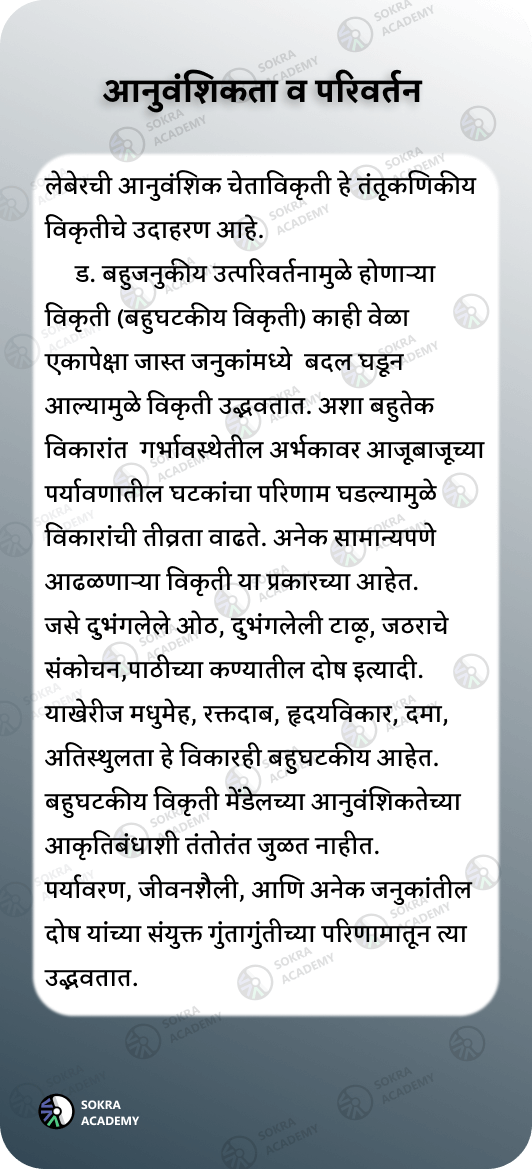 आनुवंशिकता व परिवर्तन
लेबेरची आनुवंशिक चेताविकृती हे तंतूकणिकीय
विकृतीचे उदाहरण आहे.
ड. बहुजनुकीय उत्परिवर्तनामुळे होणाऱ्या
विकृती (बहुघटकीय विकृती) काही वेळा
एकापेक्षा जास्त जनुकांमध्ये बदल घडून
आल्यामुळे विकृती उद्भवतात. अशा बहुतेक
विकारांत गर्भावस्थेतील अर्भकावर आजूबाजूच्या
पर्यावणातील घटकांचा परिणाम घडल्यामुळे
विकारांची तीव्रता वाढते. अनेक सामान्यपणे
आढळणाऱ्या विकृती या प्रकारच्या आहेत.
जसे दुभंगलेले ओठ, दुभंगलेली टाळू, जठराचे
संकोचन,पाठीच्या कण्यातील दोष इत्यादी.
याखेरीज मधुमेह, रक्तदाब, हृदयविकार, दमा,
अतिस्थुलता हे विकारही बहुघटकीय आहेत.
बहुघटकीय विकृती मेंडेलच्या आनुवंशिकतेच्या
आकृतिबंधाशी तंतोतंत जुळत नाहीत.
पर्यावरण, जीवनशैली, आणि अनेक जनुकांतील
दोष यांच्या संयुक्त गुंतागुंतीच्या परिणामातून त्या
उद्भवतात.
SOKRA
ACADEMY